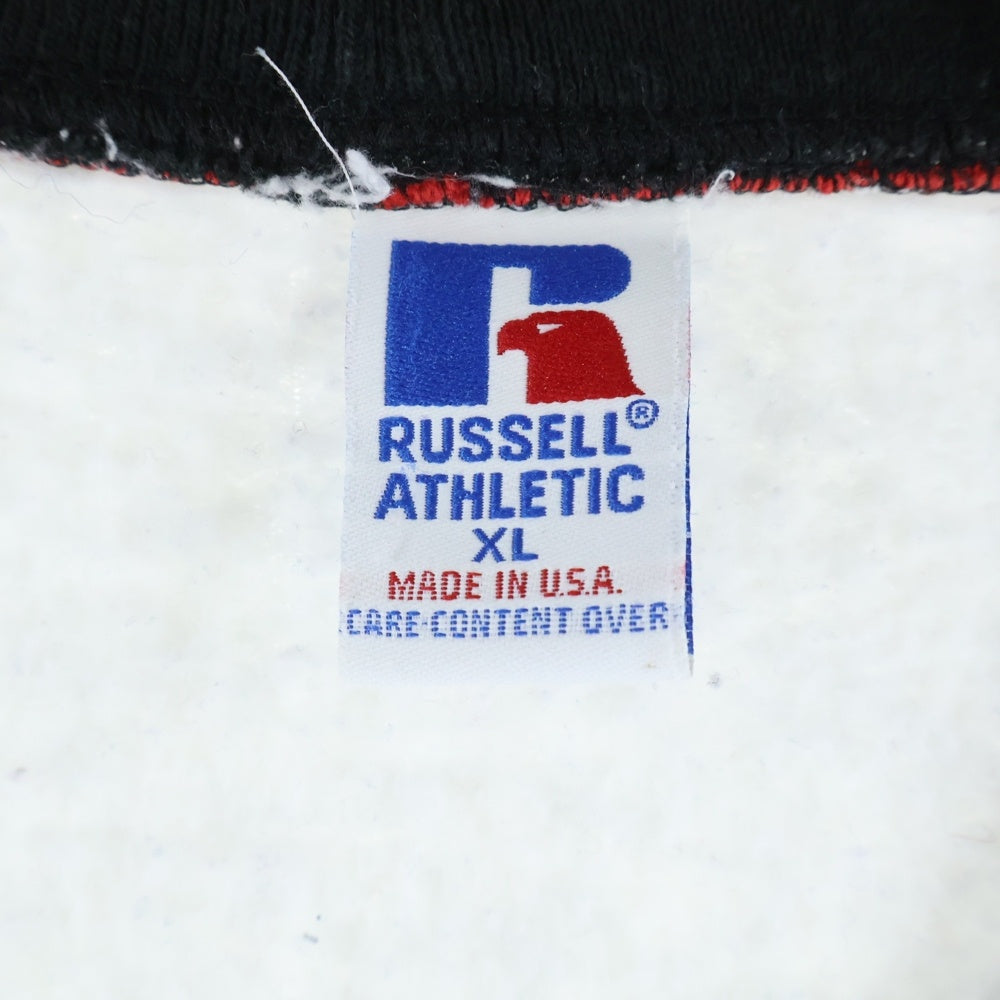 RUSSELL®
ATHLETIC
XL
MADE IN U.S.A.
CARE-CONTENT OVER